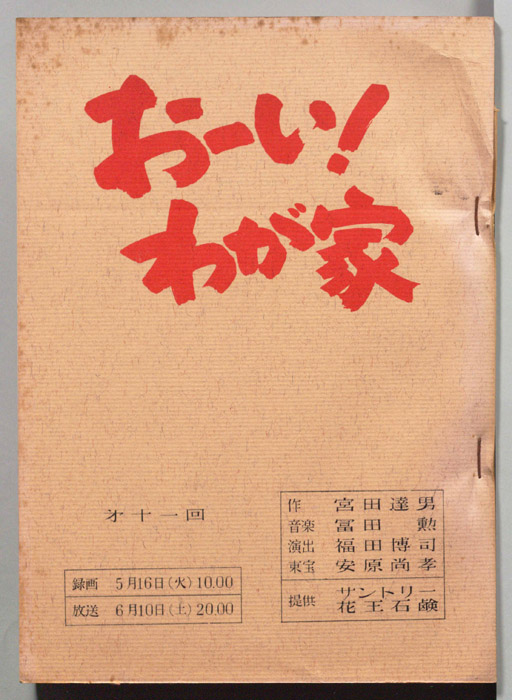 おーい!
わが家
才十一回
録画 5月16日(火)10.00
放送 6月10日(土)20.00
作 宮田達男
音楽 冨田 勲
演出 福田博司
東宝 安原尚孝
提供 サントリー
花王石鹸